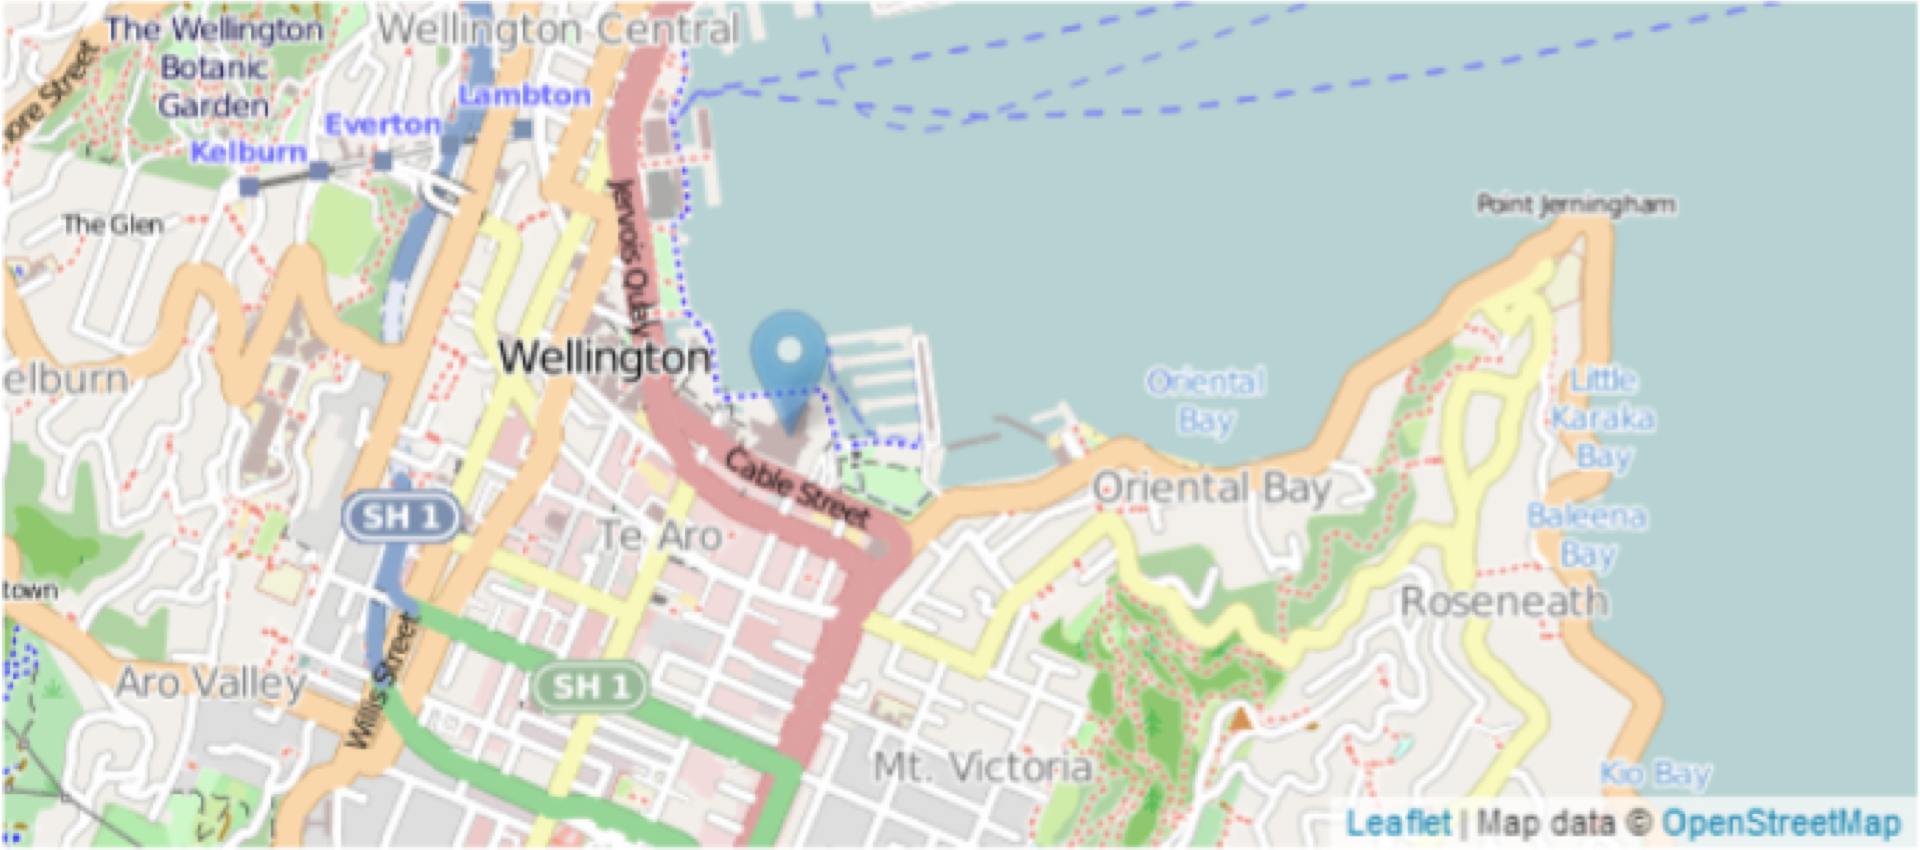 The Wellington
Botanic
Garden
Wellington Central
Lambton
Everton
Kelburn
ore Street
The Glen
Jervois Quay
Point Jerningham
Wellington
elburn
Oriental
Bay
Little
Karaka
Bay
Cable Street
Oriental Bay
SH 1
Te Aro
Baleena
Bay
town
Roseneath
Aro Valley
Willis Street
SH 1
Mt. Victoria
Kio Bay
Leaflet | Map data © OpenStreetMap